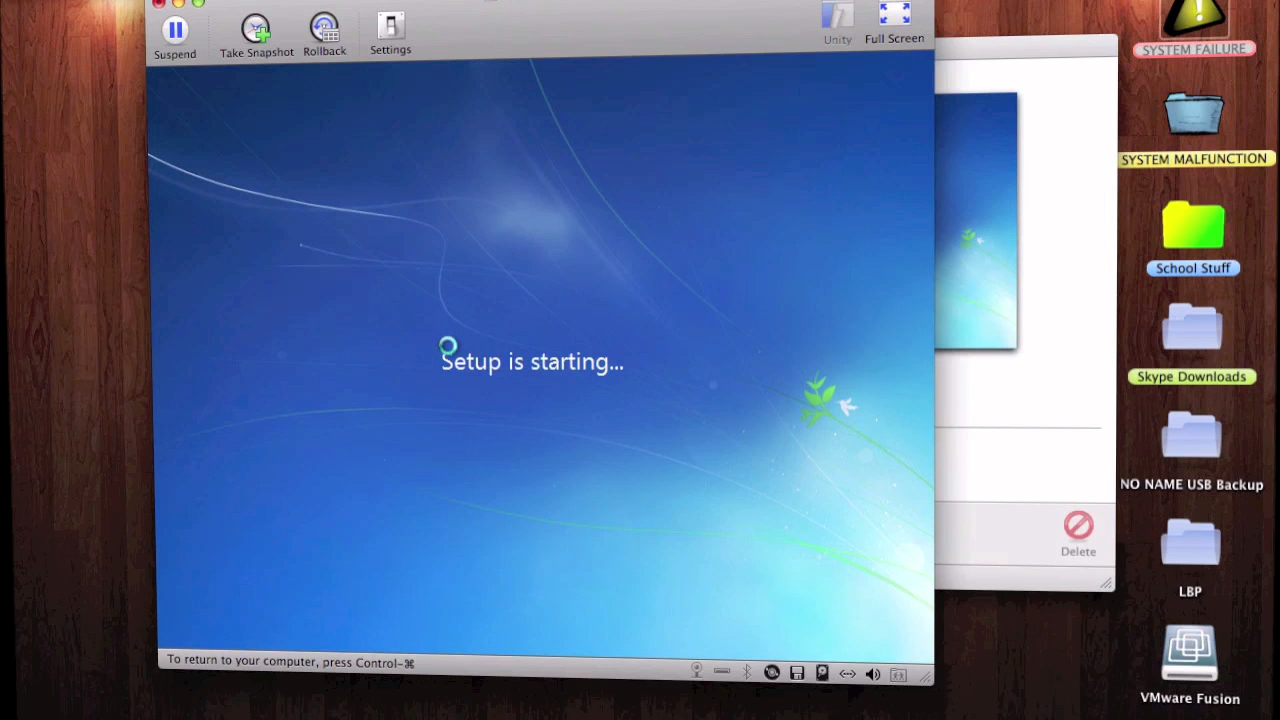 Suspend
Take Snapshot
Rollback
Settings
Unity
Full Screen
SYSTEM FAILURE
SYSTEM MALFUNCTION
School Stuff
Setup is starting...
Skype Downloads
NO NAME USB Backup
Delete
LBP
To return to your computer, press Control-⌘
VMware Fusion